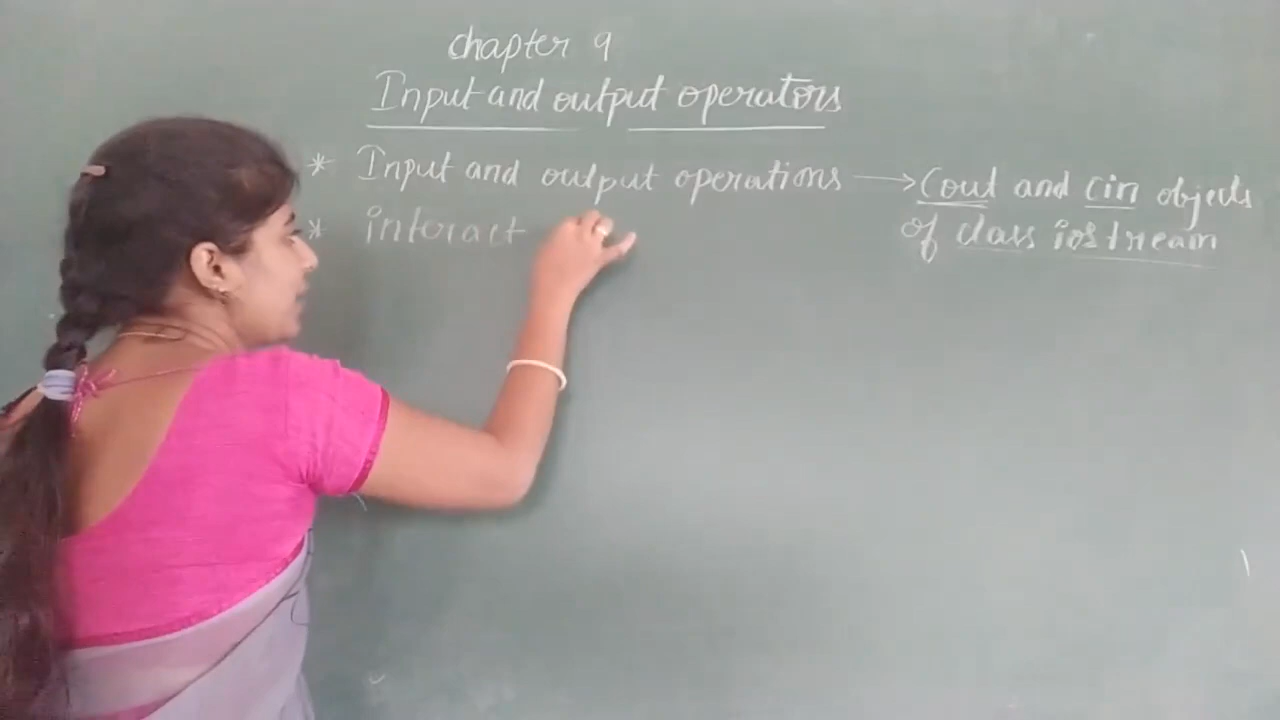 chapter 9
Input and output operators
* Input and output operations → Cout and Cin objects
of class iostream
* interact